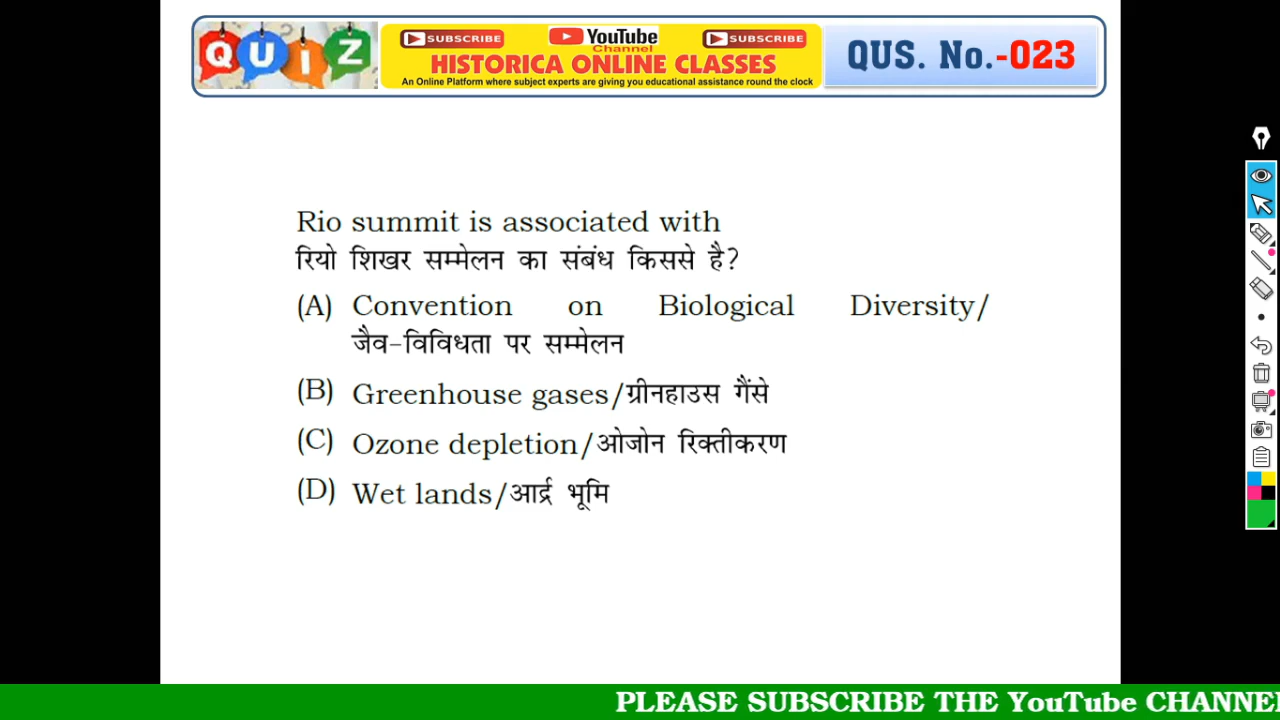 QUIZ
SUBSCRIBE YouTube SUBSCRIBE
Channel
HISTORICA ONLINE CLASSES
An Online Platform where subject experts are giving you educational assistance round the clock
QUS. No.-023
Rio summit is associated with
रियो शिखर सम्मेलन का संबंध किससे है?
(A) Convention on Biological Diversity/
जैव-विविधता पर सम्मेलन
(B) Greenhouse gases/ग्रीनहाउस गैंसे
(C) Ozone depletion/ओजोन रिक्तीकरण
(D) Wet lands/आर्द्र भूमि
PLEASE SUBSCRIBE THE YouTube CHANNE